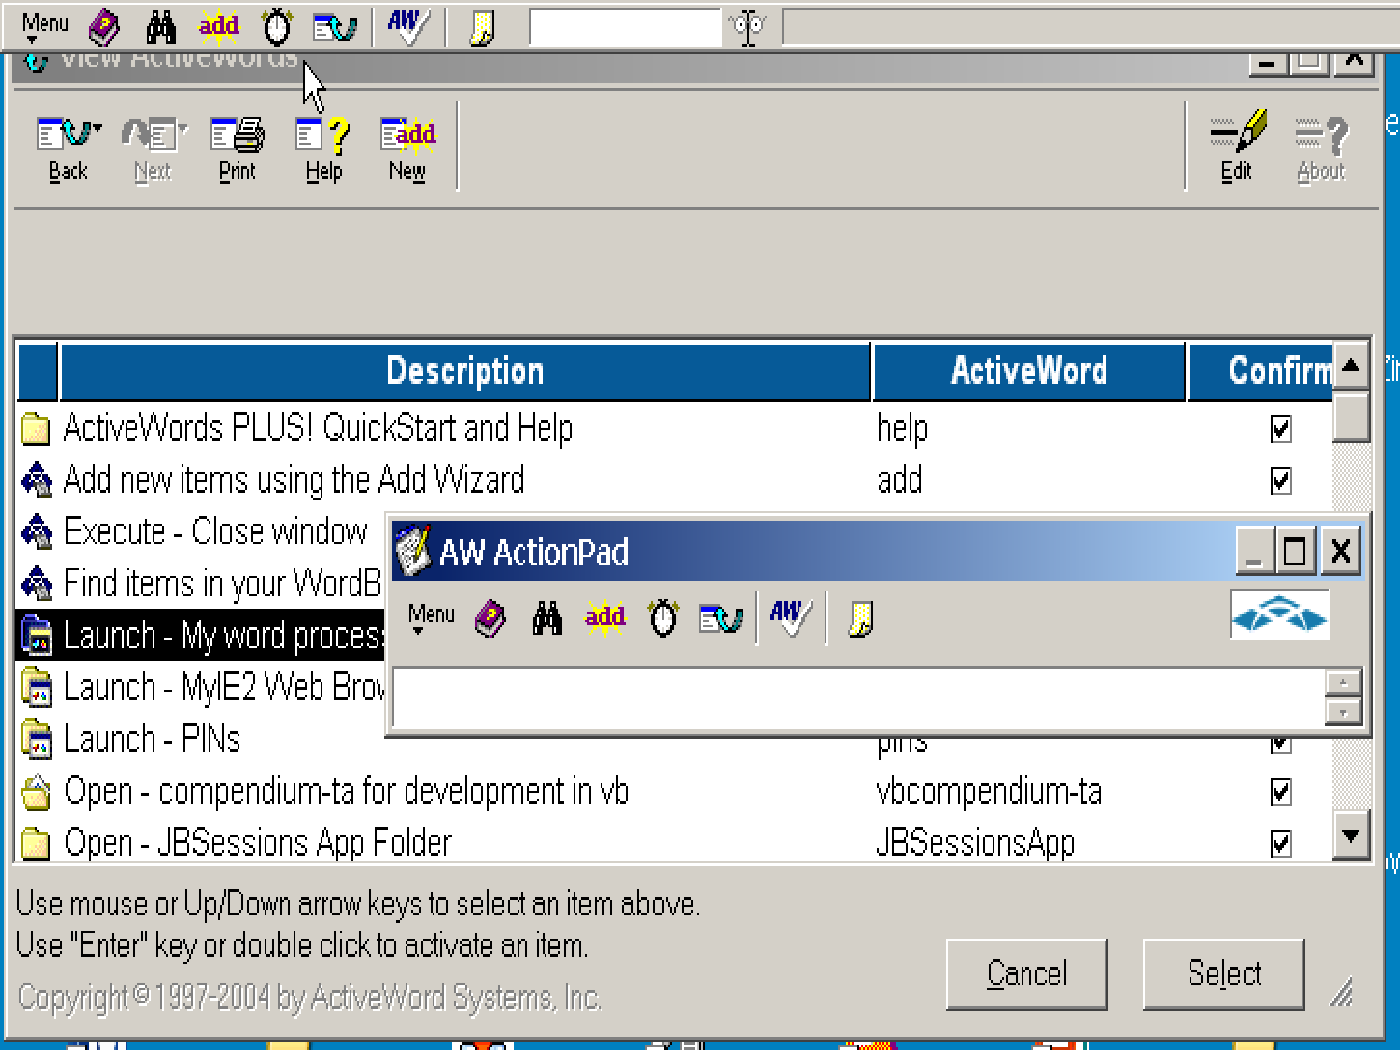 Menu add AW
View ActiveWords
add
Back Next Print Help New Edit About
Description ActiveWord Confirm
ActiveWords PLUS! QuickStart and Help help
Add new items using the Add Wizard add
Execute - Close window
AW ActionPad
Find items in your WordB
Menu add AW
Launch - My word process
Launch - MyIE2 Web Brow
Launch - PINs pins
Open - compendium-ta for development in vb vbcompendium-ta
Open - JBSessions App Folder JBSessionsApp
Use mouse or Up/Down arrow keys to select an item above.
Use "Enter" key or double click to activate an item.
Cancel Select
Copyright © 1997-2004 by ActiveWord Systems, Inc.